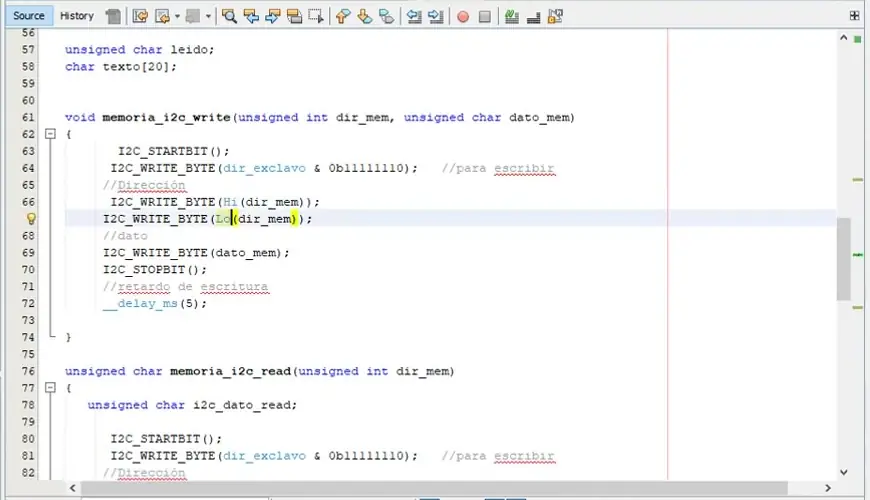 Source History
56
57 unsigned char leido;
58 char texto[20];
59
60
61 void memoria_i2c_write(unsigned int dir_mem, unsigned char dato_mem)
62 {
63 I2C_STARTBIT();
64 I2C_WRITE_BYTE(dir_exclavo & 0b11111110); //para escribir
65 //Dirección
66 I2C_WRITE_BYTE(Hi(dir_mem));
I2C_WRITE_BYTE(Lo(dir_mem));
68 //dato
69 I2C_WRITE_BYTE(dato_mem);
70 I2C_STOPBIT();
71 //retardo de escritura
72 __delay_ms(5);
73
74 }
75
76 unsigned char memoria_i2c_read(unsigned int dir_mem)
77 {
78 unsigned char i2c_dato_read;
79
80 I2C_STARTBIT();
81 I2C_WRITE_BYTE(dir_exclavo & 0b11111110); //para escribir
82 //Dirección